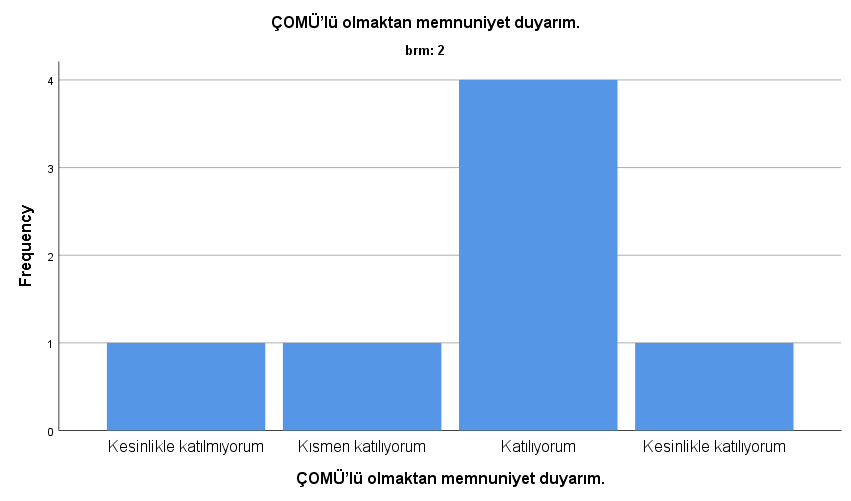 ÇOMÜ’lü olmaktan memnuniyet duyarım.
brm: 2
Frequency
4
3
2
1
0
Kesinlikle katılmıyorum
Kısmen katılıyorum
Katılıyorum
Kesinlikle katılıyorum
ÇOMÜ’lü olmaktan memnuniyet duyarım.